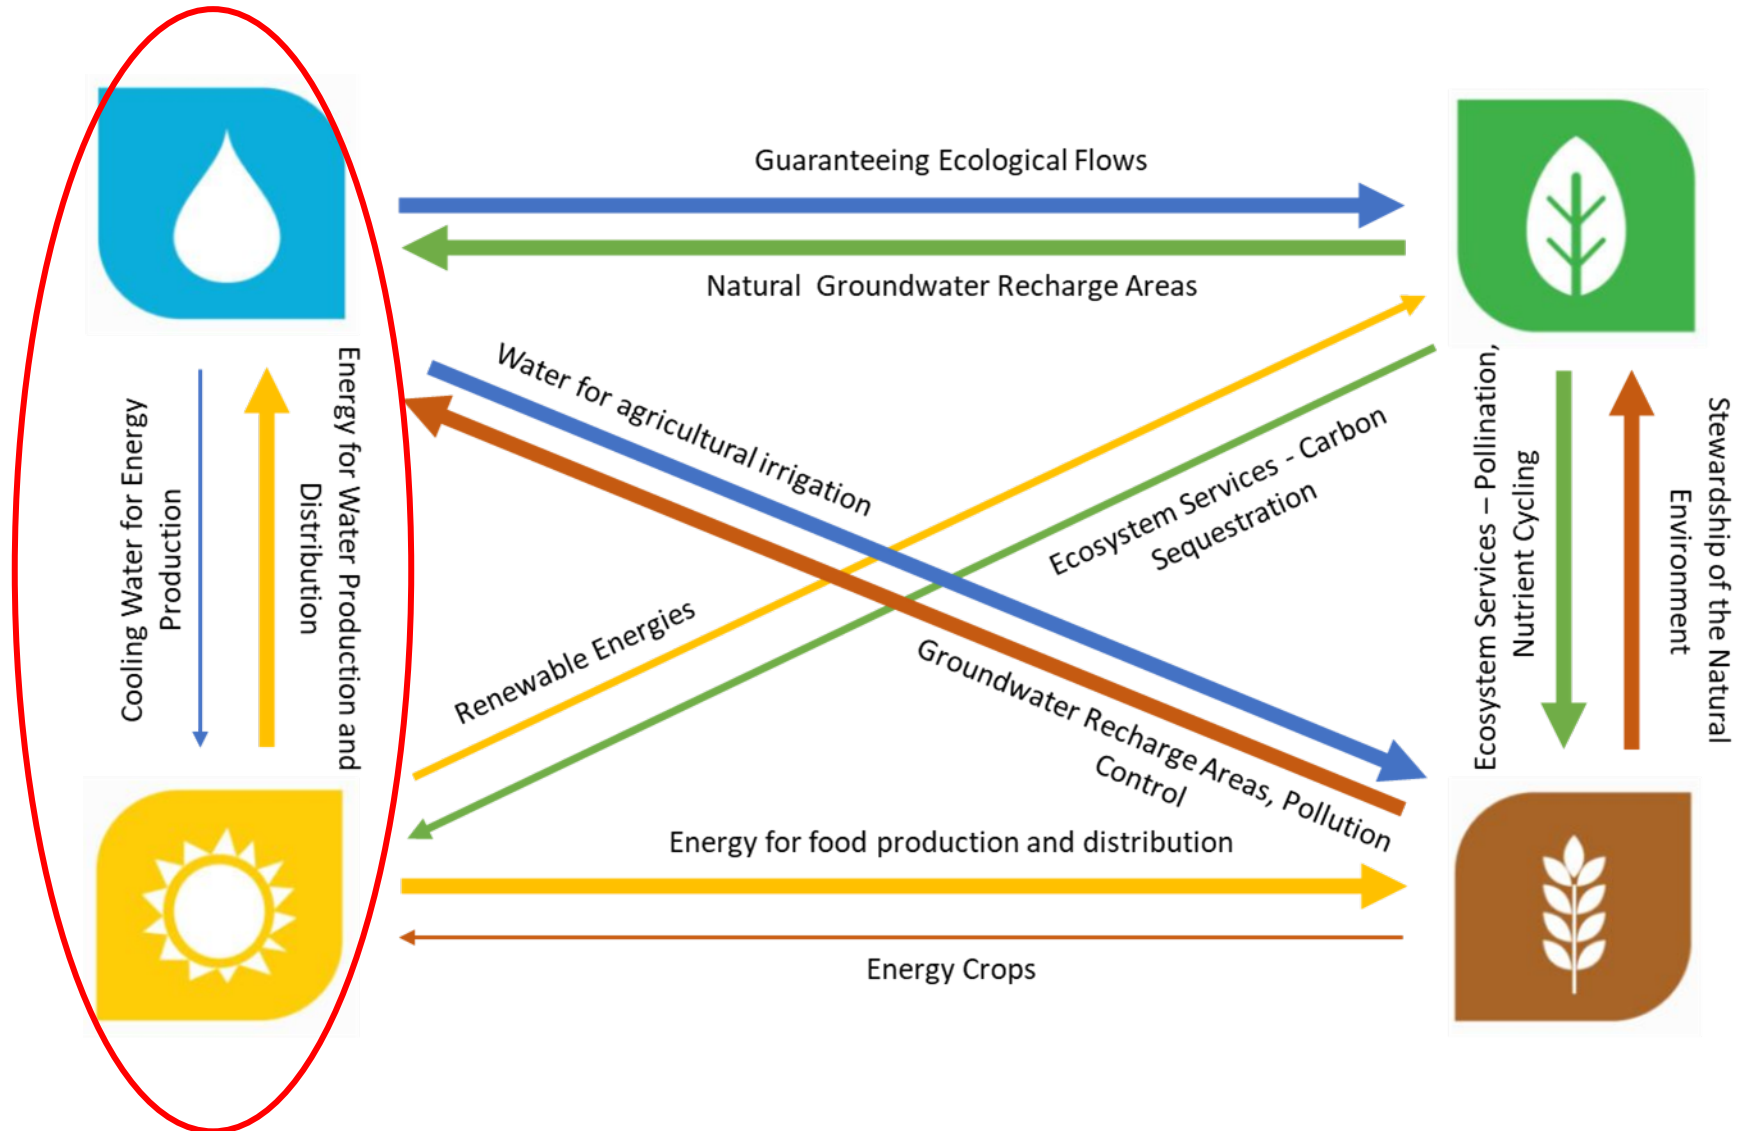 Guaranteeing Ecological Flows
Natural  Groundwater Recharge Areas
Water for agricultural irrigation
Ecosystem Services - Carbon
Sequestration
Cooling Water for Energy
Production
Energy for Water Production and
Distribution
Renewable Energies
Groundwater Recharge Areas, Pollution
Control
Ecosystem Services – Pollination,
Nutrient Cycling
Stewardship of the Natural
Environment
Energy for food production and distribution
Energy Crops